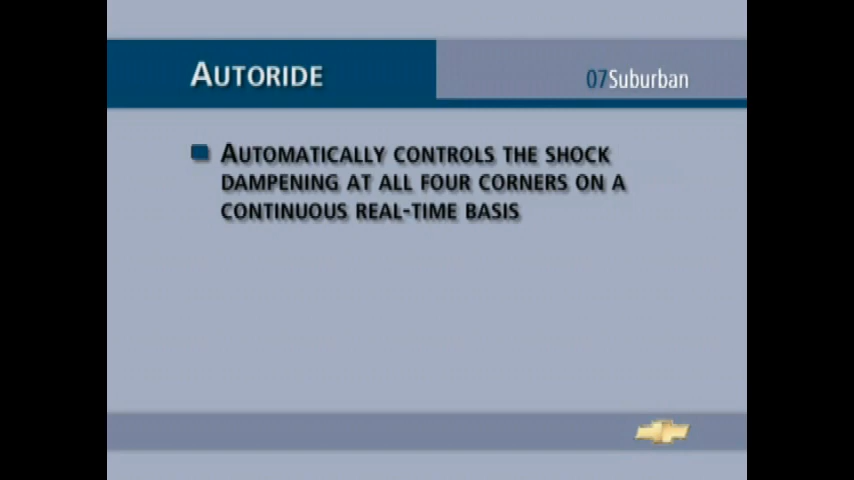 AUTORIDE
07Suburban
AUTOMATICALLY CONTROLS THE SHOCK
DAMPENING AT ALL FOUR CORNERS ON A
CONTINUOUS REAL-TIME BASIS